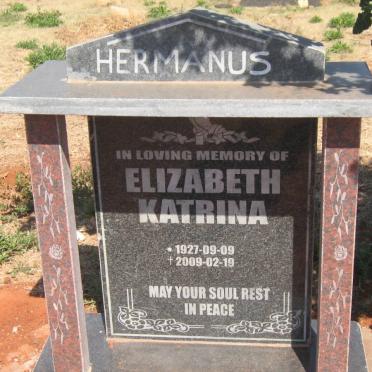 HERMANUS
IN LOVING MEMORY OF
ELIZABETH
KATRINA
* 1927-09-09
† 2009-02-19
MAY YOUR SOUL REST
IN PEACE